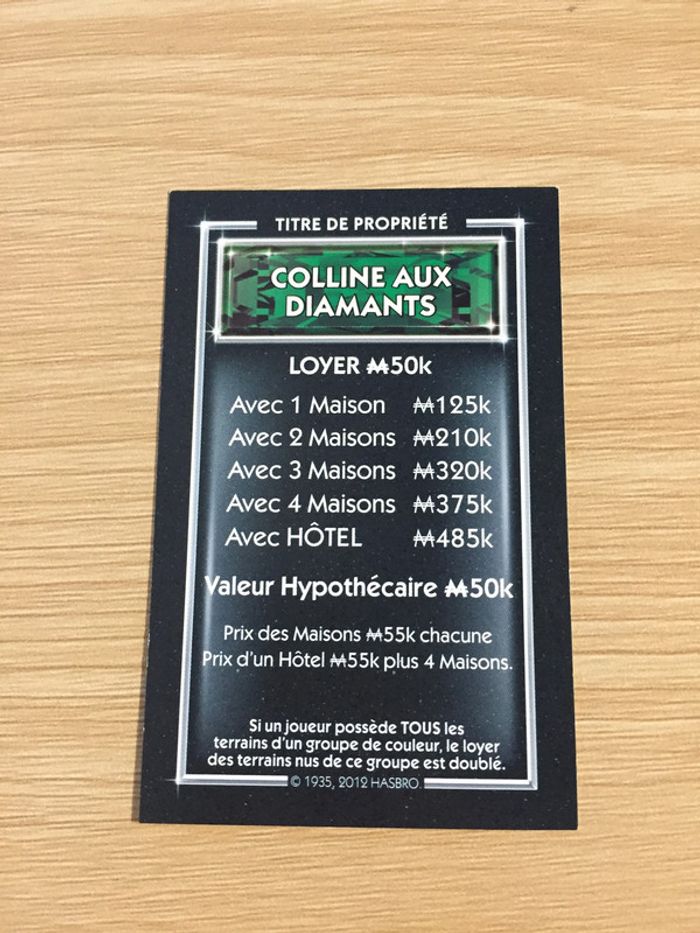 TITRE DE PROPRIÉTÉ
COLLINE AUX
DIAMANTS
LOYER ₩50k
Avec 1 Maison ₩125k
Avec 2 Maisons ₩210k
Avec 3 Maisons ₩320k
Avec 4 Maisons ₩375k
Avec HÔTEL ₩485k
Valeur Hypothécaire ₩50k
Prix des Maisons ₩55k chacune
Prix d'un Hôtel ₩55k plus 4 Maisons.
Si un joueur possède TOUS les
terrains d'un groupe de couleur, le loyer
des terrains nus de ce groupe est doublé.
© 1935, 2012 HASBRO.